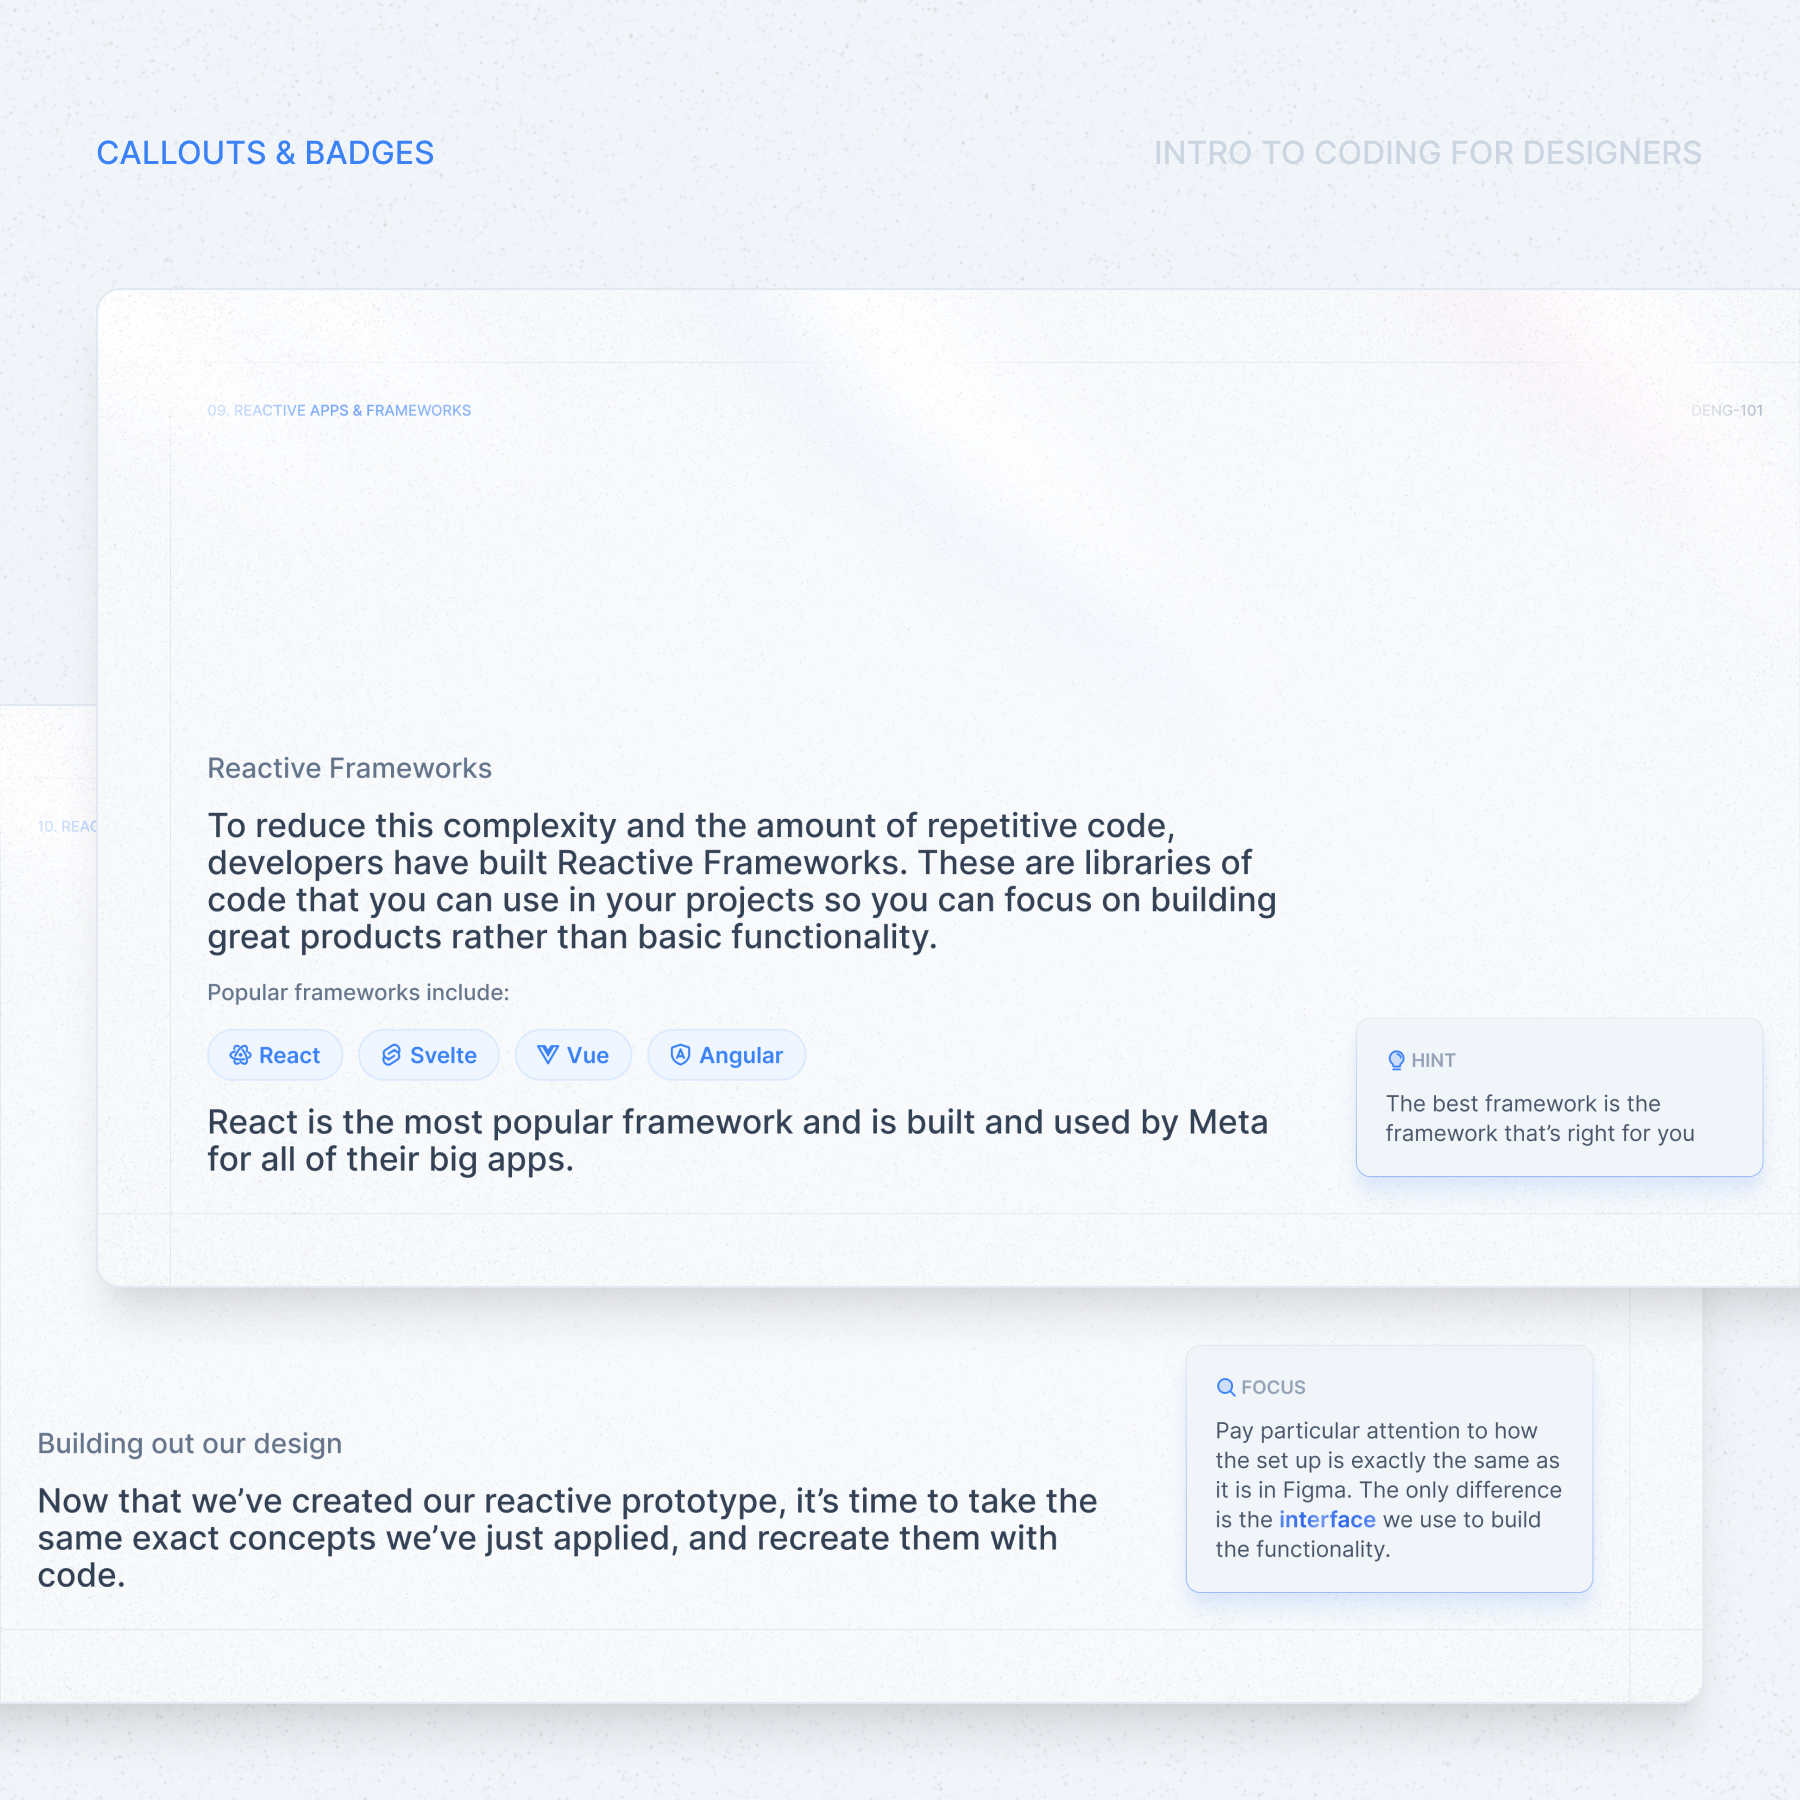 CALLOUTS & BADGES
INTRO TO CODING FOR DESIGNERS
09. REACTIVE APPS & FRAMEWORKS
DENG-101
Reactive Frameworks
To reduce this complexity and the amount of repetitive code,
developers have built Reactive Frameworks. These are libraries of
code that you can use in your projects so you can focus on building
great products rather than basic functionality.
Popular frameworks include:
React
Svelte
Vue
Angular
React is the most popular framework and is built and used by Meta
for all of their big apps.
HINT
The best framework is the
framework that’s right for you
10. REAC
Building out our design
Now that we’ve created our reactive prototype, it’s time to take the
same exact concepts we’ve just applied, and recreate them with
code.
FOCUS
Pay particular attention to how
the set up is exactly the same as
it is in Figma. The only difference
is the interface we use to build
the functionality.